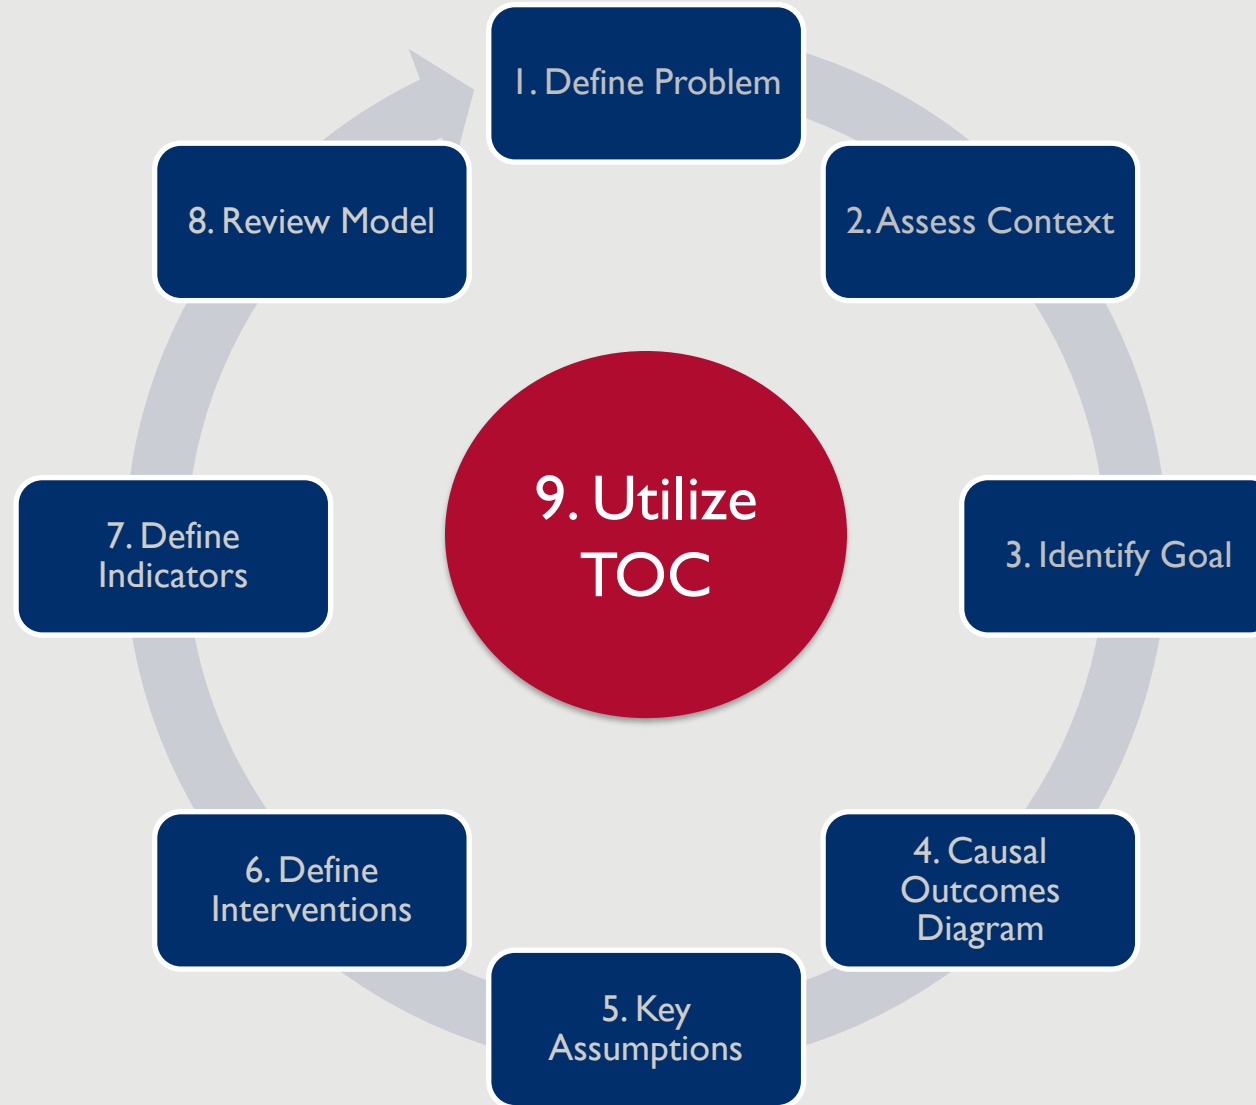 1. Define Problem
2. Assess Context
3. Identify Goal
4. Causal
Outcomes
Diagram
5. Key
Assumptions
6. Define
Interventions
7. Define
Indicators
8. Review Model
9. Utilize
TOC